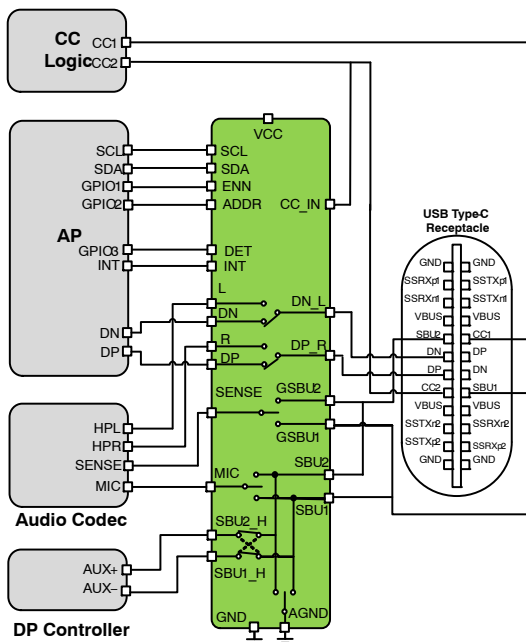 CC
Logic
CC1
CC2
AP
SCL
SDA
GPIO1
GPIO2
GPIO3
INT
DN
DP
VCC
SCL
SDA
ENN
ADDR
CC_IN
DET
INT
L
DN
DN_L
R
DP
DP_R
SENSE
GSBU2
GSBU1
SBU2
MIC
SBU1
SBU2_H
SBU1_H
GND
AGND
HPL
HPR
SENSE
MIC
Audio Codec
AUX+
AUX−
DP Controller
USB Type-C
Receptacle
GND GND
SSRXp1 SSTXp1
SSRXn1 SSTXn1
VBUS VBUS
SBU2 CC1
DN DP
DP DN
CC2 SBU1
VBUS VBUS
SSTXn2 SSRXn2
SSTXp2 SSRXp2
GND GND